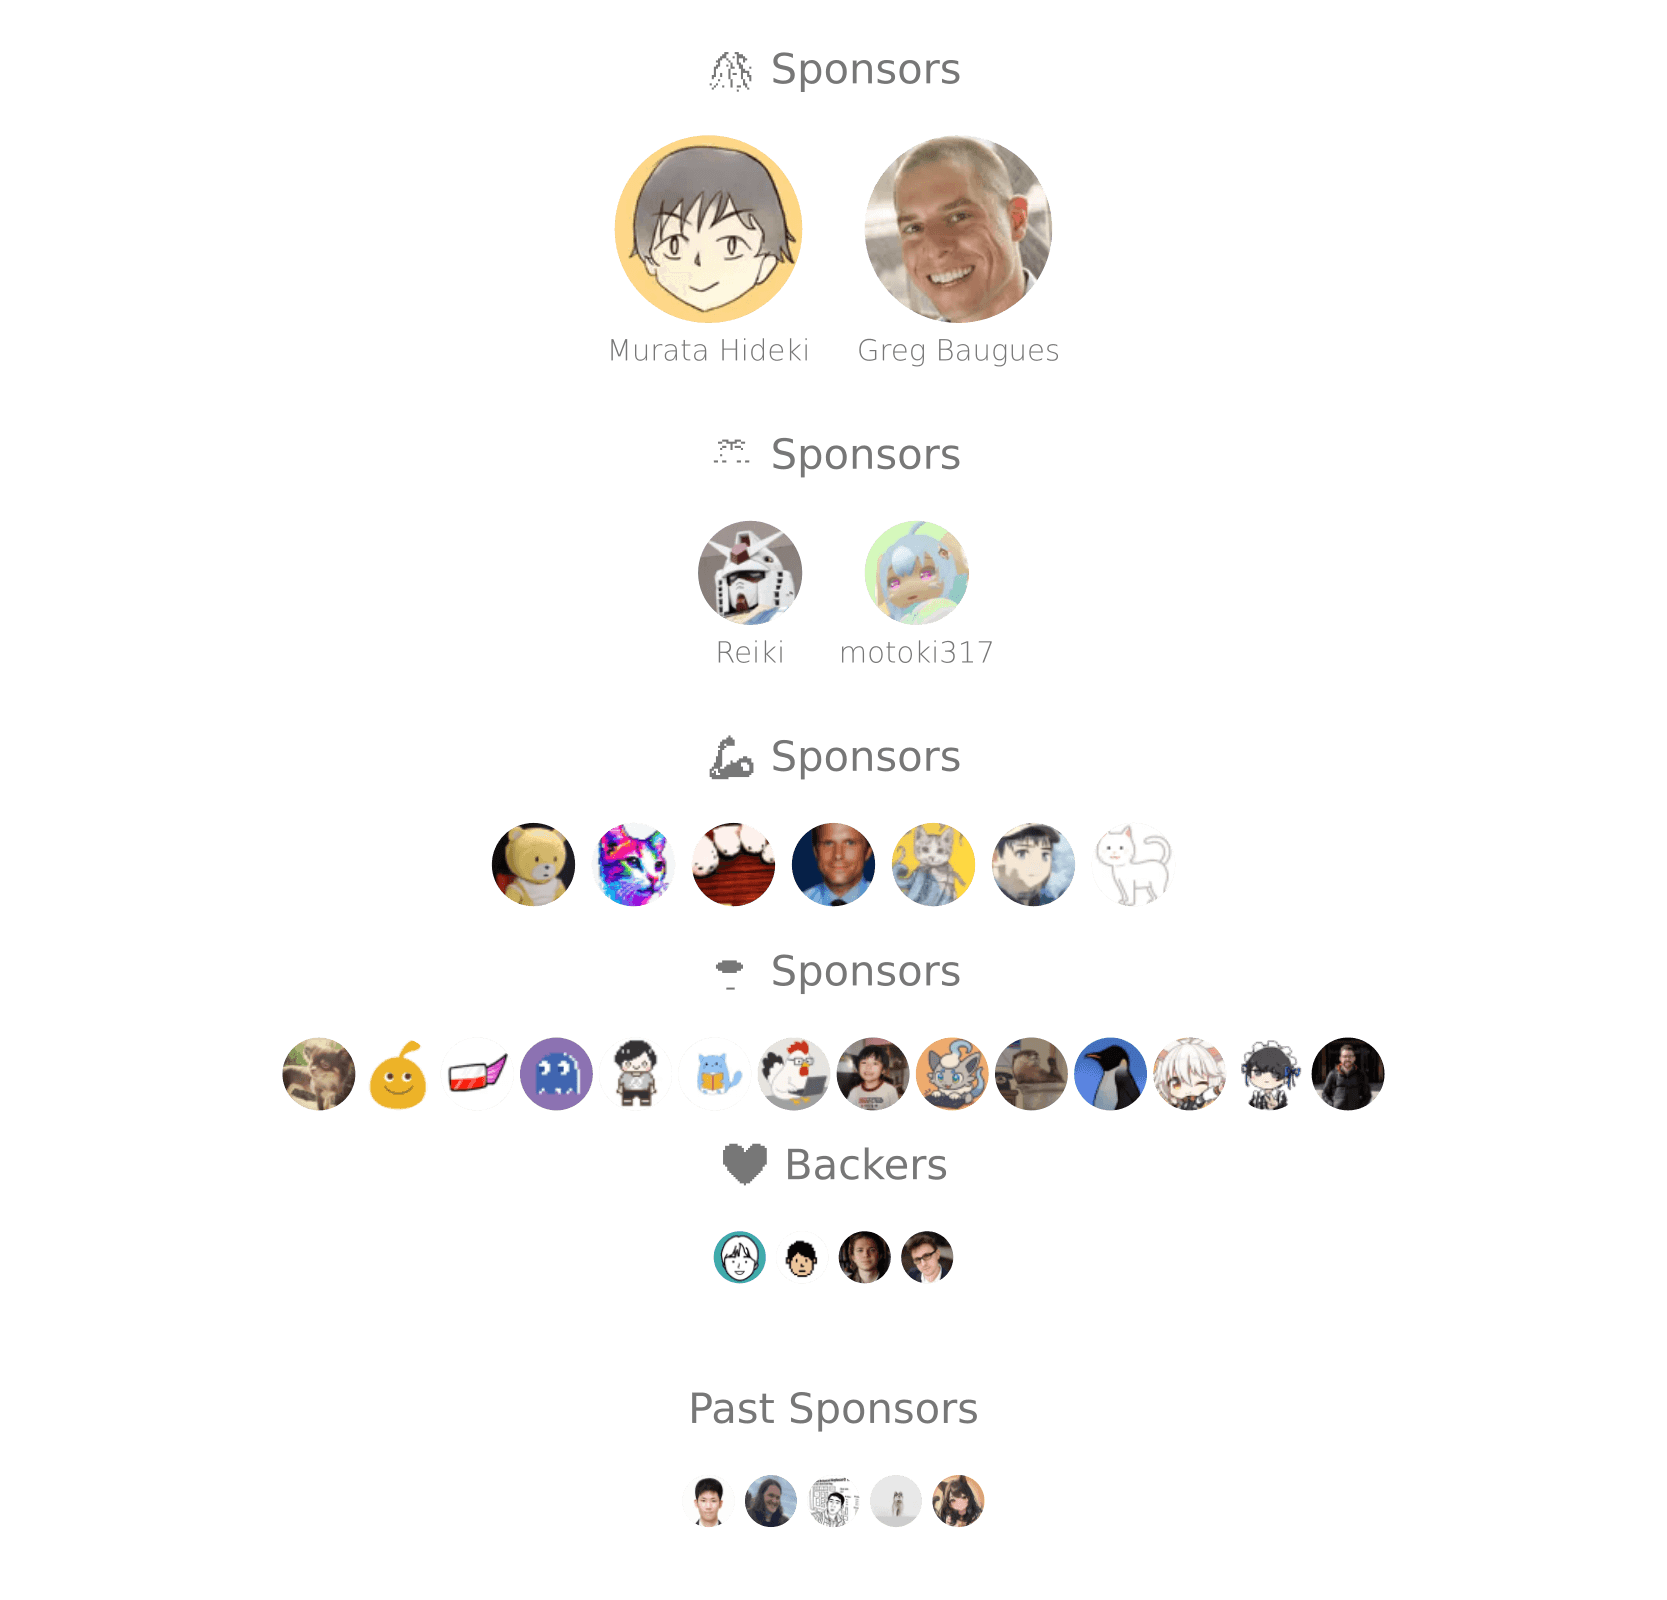 Sponsors
Murata Hideki
Greg Baugues
Sponsors
Reiki
motoki317
Sponsors
Sponsors
Backers
Past Sponsors